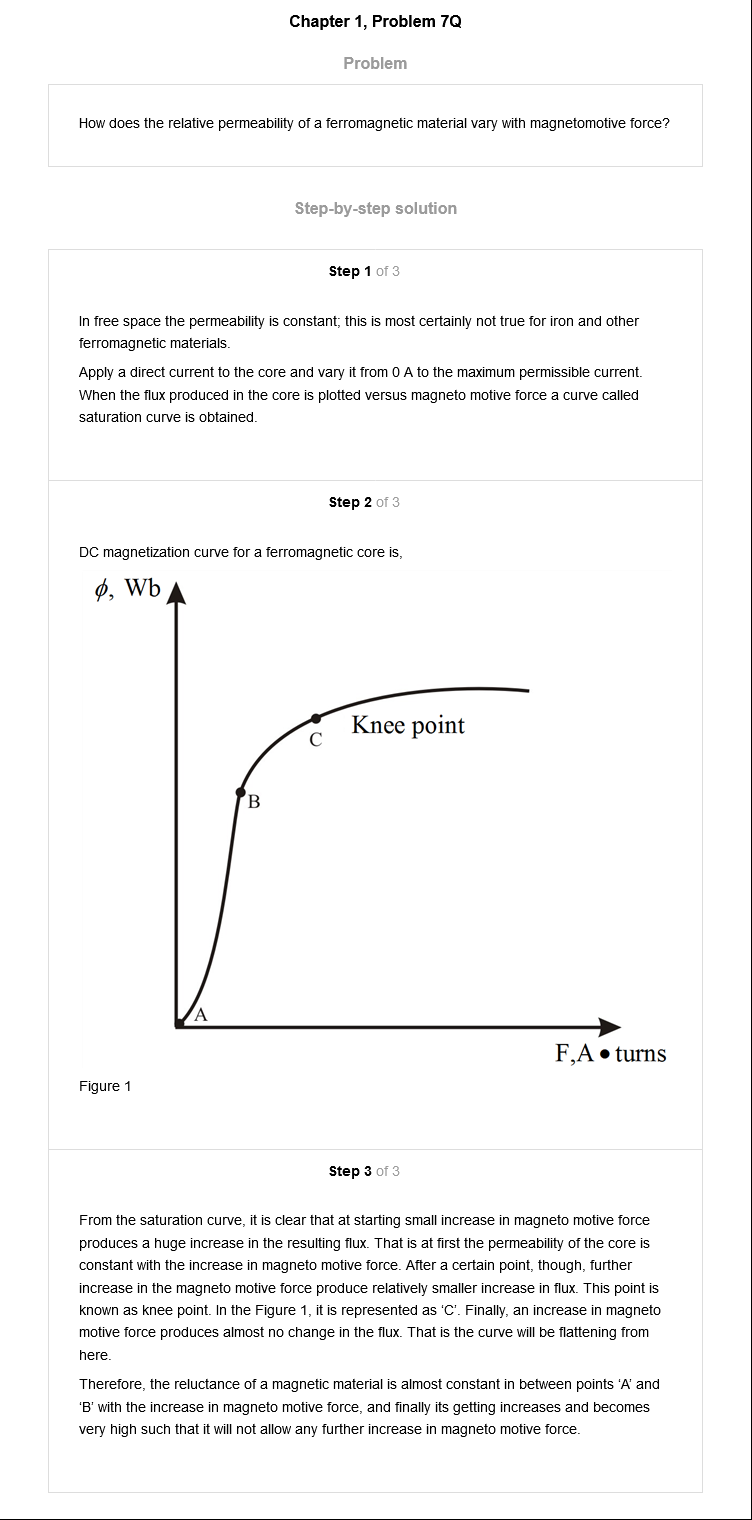 Chapter 1, Problem 7Q
Problem
How does the relative permeability of a ferromagnetic material vary with magnetomotive force?
Step-by-step solution
Step 1 of 3
In free space the permeability is constant; this is most certainly not true for iron and other
ferromagnetic materials.
Apply a direct current to the core and vary it from 0 A to the maximum permissible current.
When the flux produced in the core is plotted versus magneto motive force a curve called
saturation curve is obtained.
Step 2 of 3
DC magnetization curve for a ferromagnetic core is,
ϕ, Wb
Knee point
C
B
A
F,A • turns
Figure 1
Step 3 of 3
From the saturation curve, it is clear that at starting small increase in magneto motive force
produces a huge increase in the resulting flux. That is at first the permeability of the core is
constant with the increase in magneto motive force. After a certain point, though, further
increase in the magneto motive force produce relatively smaller increase in flux. This point is
known as knee point. In the Figure 1, it is represented as ‘C’. Finally, an increase in magneto
motive force produces almost no change in the flux. That is the curve will be flattening from
here.
Therefore, the reluctance of a magnetic material is almost constant in between points ‘A’ and
‘B’ with the increase in magneto motive force, and finally its getting increases and becomes
very high such that it will not allow any further increase in magneto motive force.